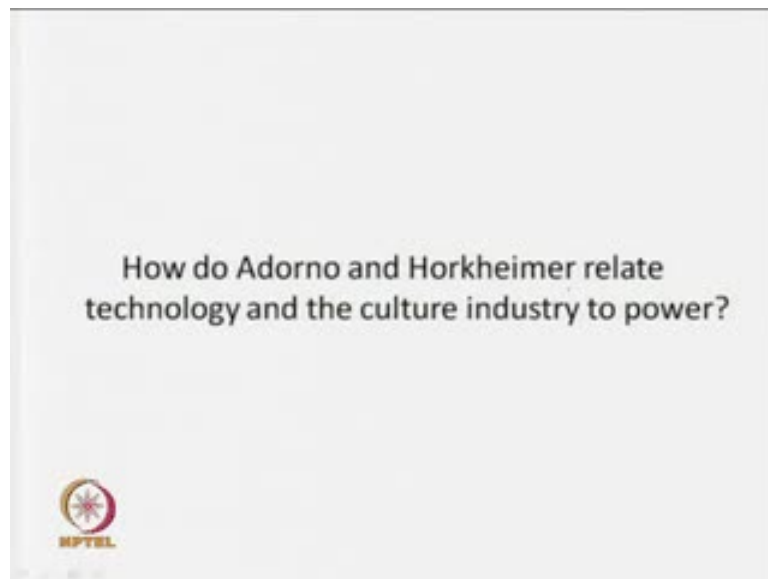 How do Adorno and Horkheimer relate
technology and the culture industry to power?
NPTEL